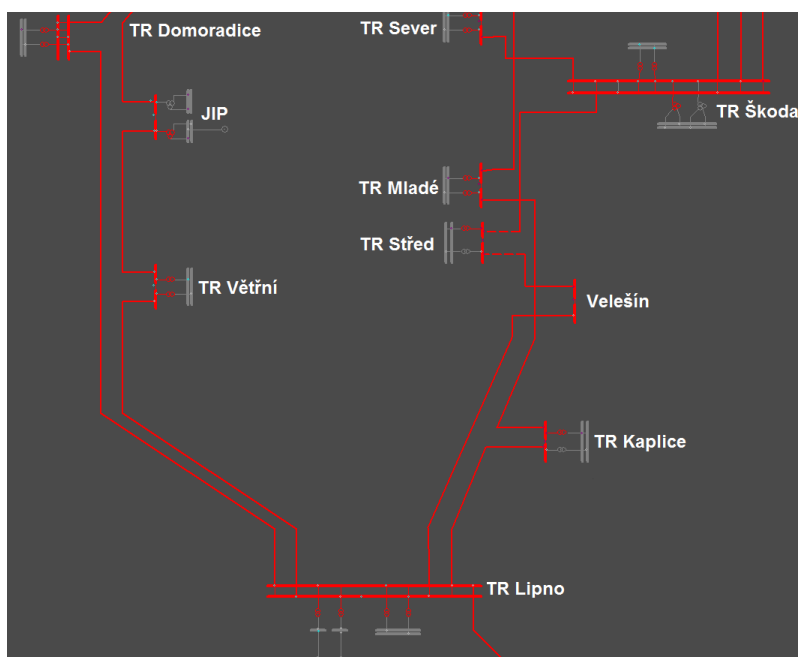 TR Domoradice
TR Sever
JIP
TR Škoda
TR Mladé
TR Střed
TR Větřní
Velešín
TR Kaplice
TR Lipno